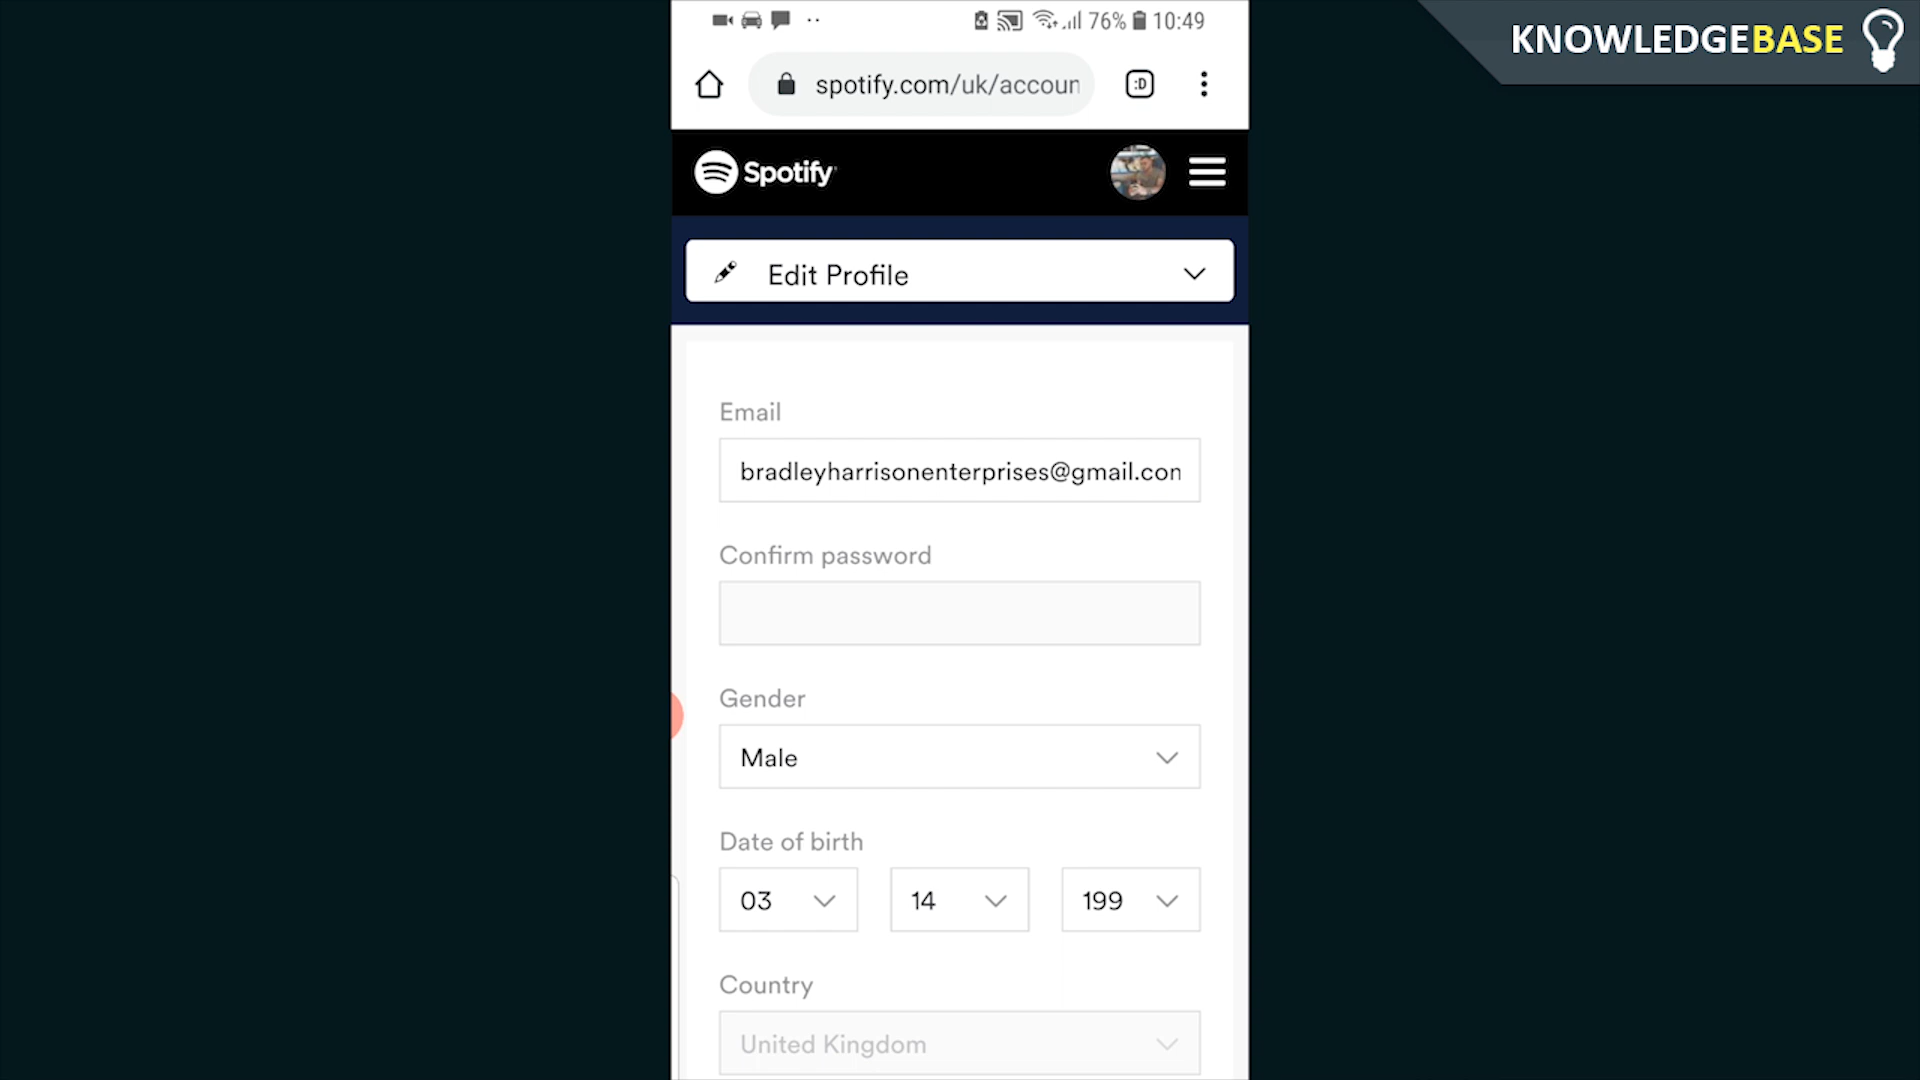 76% 10:49
KNOWLEDGEBASE
spotify.com/uk/accoun
:D
Spotify
Edit Profile
Email
bradleyharrisonenterprises@gmail.con
Confirm password
Gender
Male
Date of birth
03 14 199
Country
United Kingdom